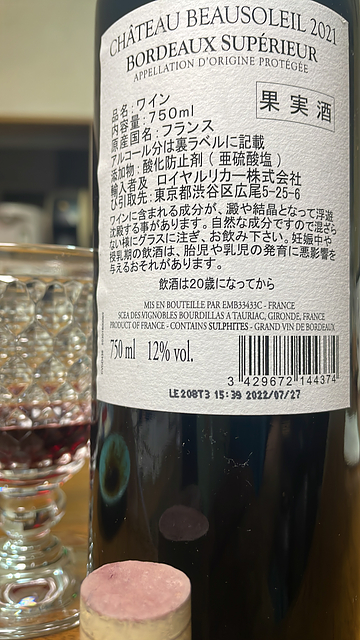 CHÂTEAU BEAUSOLEIL 2021
BORDEAUX SUPÉRIEUR
APPELLATION D'ORIGINE PROTÉGÉE
果実酒
品名:ワイン
内容量:750ml
原産国名:フランス
アルコール分は裏ラベルに記載
添加物:酸化防止剤(亜硫酸塩)
輸入者及 ロイヤルリカー株式会社
び引取先:東京都渋谷区広尾5-25-6
ワインに含まれる成分が、澱や結晶となって浮遊
沈殿する事があります。自然な成分ですので混ざら
ない様にグラスに注ぎ、お飲み下さい。妊娠中や
授乳期の飲酒は、胎児や乳児の発育に悪影響を
与えるおそれがあります。
飲酒は20歳になってから
MIS EN BOUTEILLE PAR EMB33433C - FRANCE
SCEA DES VIGNOBLES BOURDILLAS A TAURIAC, GIRONDE, FRANCE
PRODUCT OF FRANCE - CONTAINS SULPHITES - GRAND VIN DE BORDEAUX
750 ml 12% vol.
3 429672 144374
LE208T3 15:39 2022/07/27